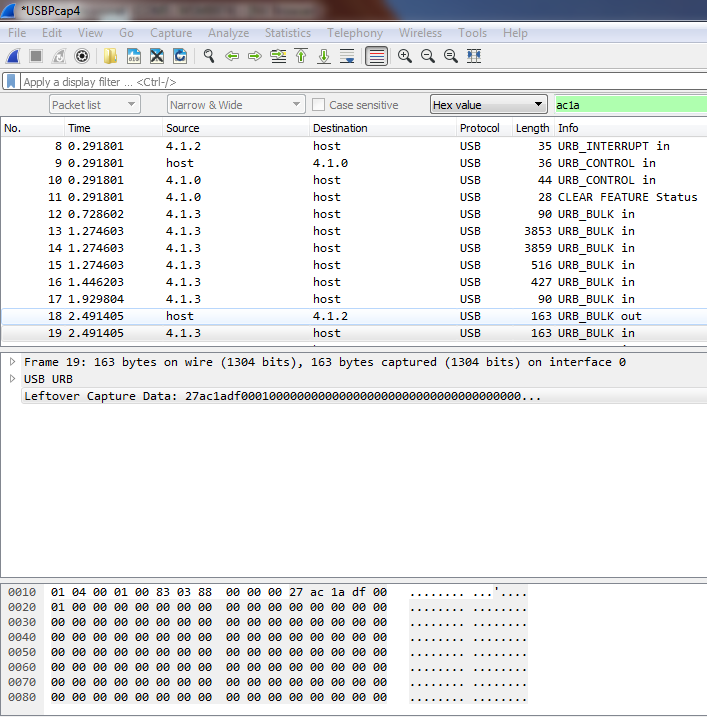 *USBPcap4
File Edit View Go Capture Analyze Statistics Telephony Wireless Tools Help
Apply a display filter ... <Ctrl-/>
Packet list Narrow & Wide Case sensitive Hex value ac1a
No. Time Source Destination Protocol Length Info
8 0.291801 4.1.2 host USB 35 URB_INTERRUPT in
9 0.291801 host 4.1.0 USB 36 URB_CONTROL in
10 0.291801 4.1.0 host USB 44 URB_CONTROL in
11 0.291801 4.1.0 host USB 28 CLEAR FEATURE Status
12 0.728602 4.1.3 host USB 90 URB_BULK in
13 1.274603 4.1.3 host USB 3853 URB_BULK in
14 1.274603 4.1.3 host USB 3859 URB_BULK in
15 1.274603 4.1.3 host USB 516 URB_BULK in
16 1.446203 4.1.3 host USB 427 URB_BULK in
17 1.929804 4.1.3 host USB 90 URB_BULK in
18 2.491405 host 4.1.2 USB 163 URB_BULK out
19 2.491405 4.1.3 host USB 163 URB_BULK in
Frame 19: 163 bytes on wire (1304 bits), 163 bytes captured (1304 bits) on interface 0
USB URB
Leftover Capture Data: 27ac1adf0001000000000000000000000000000000000000...
0010 01 04 00 01 00 83 03 88 00 00 00 27 ac 1a df 00 ........ ...'....
0020 01 00 00 00 00 00 00 00 00 00 00 00 00 00 00 00 ........ ........
0030 00 00 00 00 00 00 00 00 00 00 00 00 00 00 00 00 ........ ........
0040 00 00 00 00 00 00 00 00 00 00 00 00 00 00 00 00 ........ ........
0050 00 00 00 00 00 00 00 00 00 00 00 00 00 00 00 00 ........ ........
0060 00 00 00 00 00 00 00 00 00 00 00 00 00 00 00 00 ........ ........
0070 00 00 00 00 00 00 00 00 00 00 00 00 00 00 00 00 ........ ........
0080 00 00 00 00 00 00 00 00 00 00 00 00 00 00 00 00 ........ ........